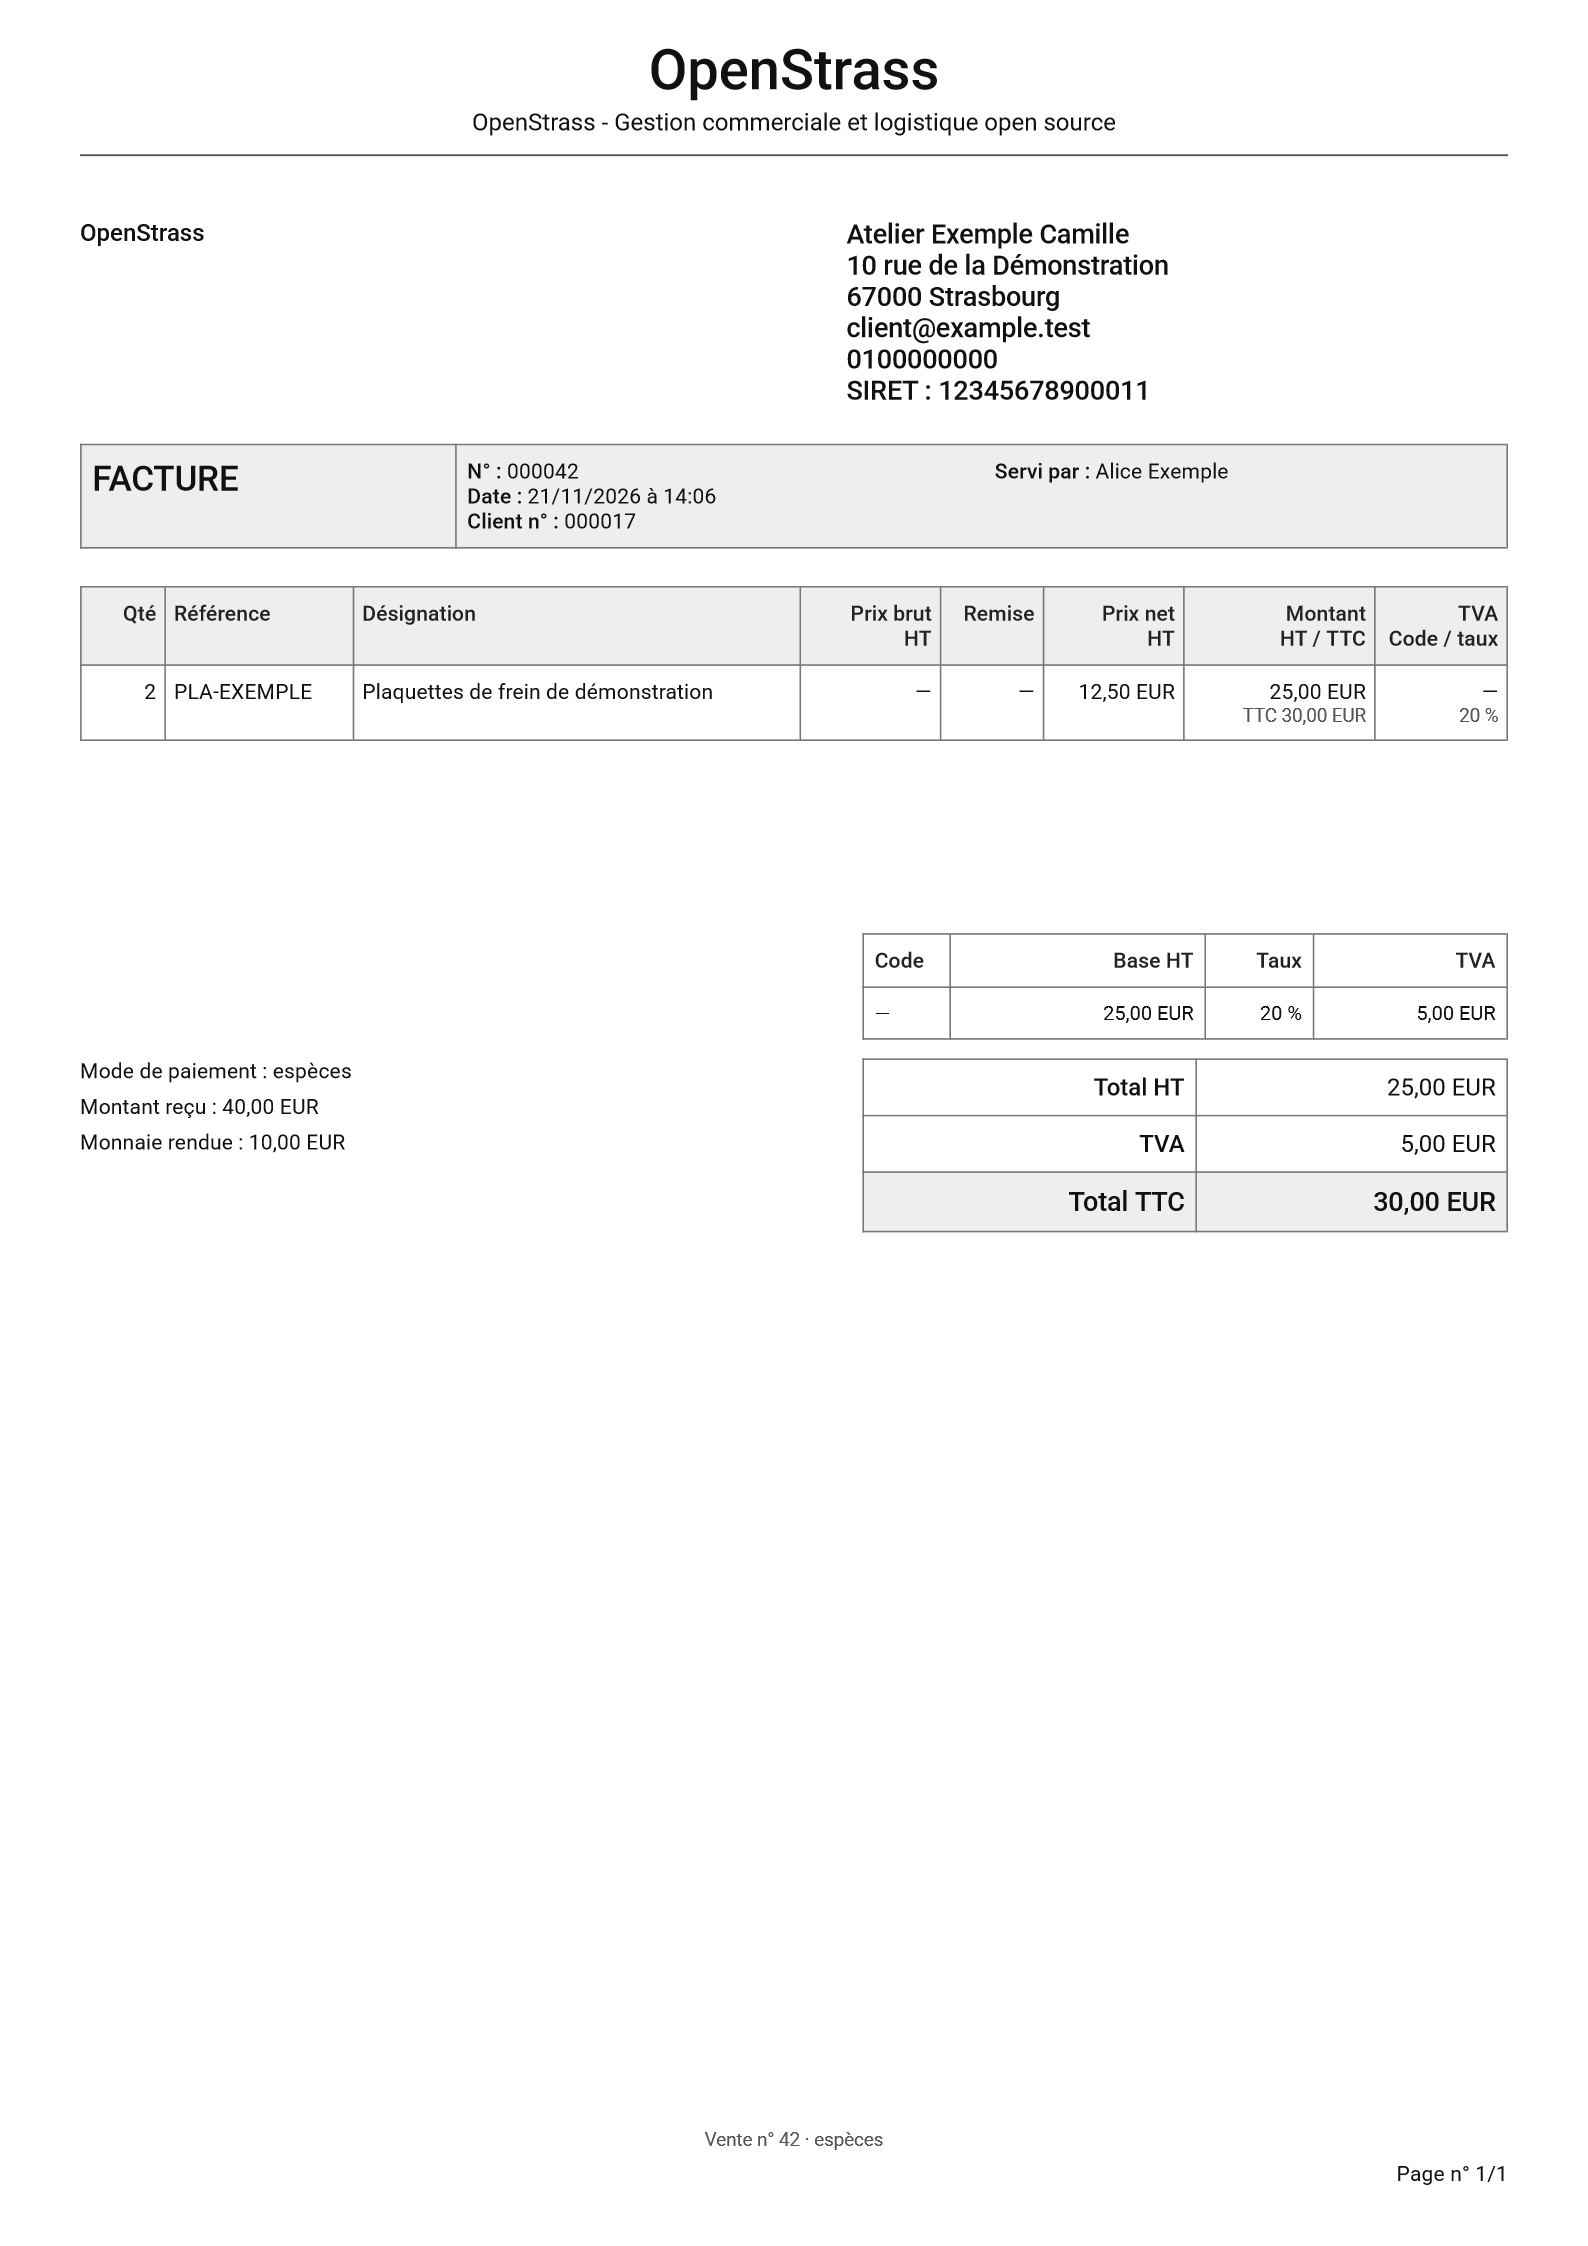 OpenStrass
OpenStrass - Gestion commerciale et logistique open source
OpenStrass
Atelier Exemple Camille
10 rue de la Démonstration
67000 Strasbourg
client@example.test
0100000000
SIRET : 12345678900011
FACTURE
N° : 000042
Date : 21/11/2026 à 14:06
Client n° : 000017
Servi par : Alice Exemple
Qté Référence Désignation Prix brut HT Remise Prix net HT Montant HT / TTC TVA Code / taux
2 PLA-EXEMPLE Plaquettes de frein de démonstration — — 12,50 EUR 25,00 EUR —
TTC 30,00 EUR 20 %
Code Base HT Taux TVA
— 25,00 EUR 20 % 5,00 EUR
Mode de paiement : espèces
Montant reçu : 40,00 EUR
Monnaie rendue : 10,00 EUR
Total HT 25,00 EUR
TVA 5,00 EUR
Total TTC 30,00 EUR
Vente n° 42 · espèces
Page n° 1/1